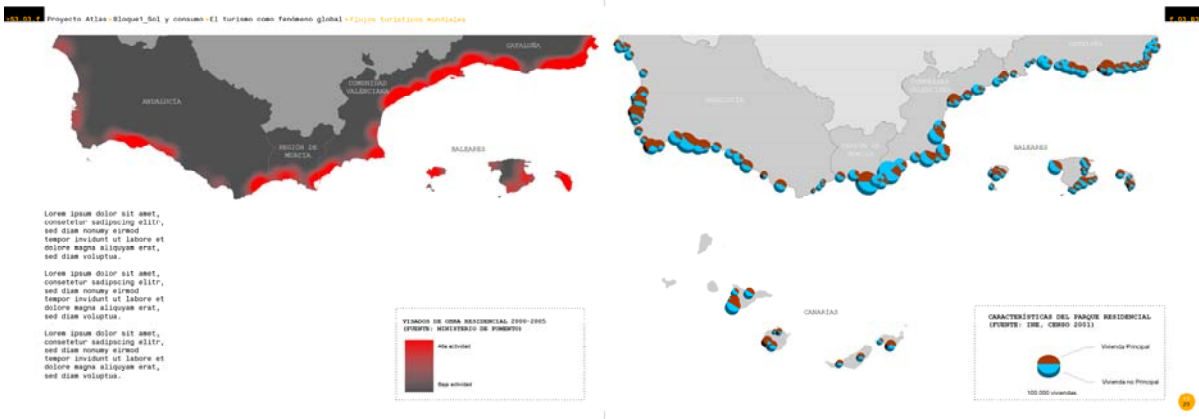 >S3.03.f Proyecto Atlas>Bloque1_Sol y consumo>El turismo como fenómeno global>Flujos turísticos mundiales
f.03.03
CATALUÑA
COMUNIDAD
VALENCIANA
ANDALUCÍA
REGIÓN DE
MURCIA
BALEARES
Lorem ipsum dolor sit amet,
consetetur sadipscing elitr,
sed diam nonumy eirmod
tempor invidunt ut labore et
dolore magna aliquyam erat,
sed diam voluptua.
Lorem ipsum dolor sit amet,
consetetur sadipscing elitr,
sed diam nonumy eirmod
tempor invidunt ut labore et
dolore magna aliquyam erat,
sed diam voluptua.
Lorem ipsum dolor sit amet,
consetetur sadipscing elitr,
sed diam nonumy eirmod
tempor invidunt ut labore et
dolore magna aliquyam erat,
sed diam voluptua.
VISADOS DE OBRA RESIDENCIAL 2000-2005
(FUENTE: MINISTERIO DE FOMENTO)
Alta actividad
Baja actividad
CATALUÑA
COMUNIDAD
VALENCIANA
ANDALUCÍA
REGIÓN DE
MURCIA
BALEARES
CANARIAS
CARACTERÍSTICAS DEL PARQUE RESIDENCIAL
(FUENTE: INE, CENSO 2001)
Vivienda Principal
Vivienda no Principal
100.000 viviendas
23